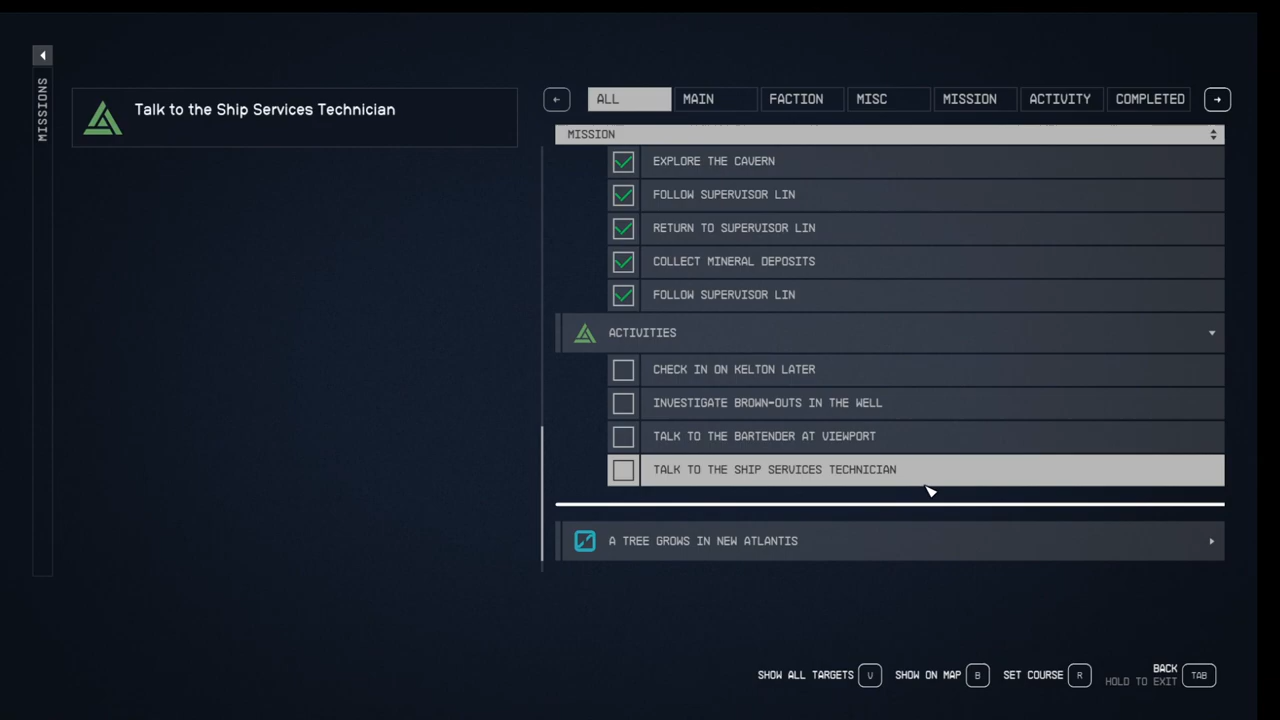 MISSIONS
Talk to the Ship Services Technician
ALL MAIN FACTION MISC MISSION ACTIVITY COMPLETED
MISSION
EXPLORE THE CAVERN
FOLLOW SUPERVISOR LIN
RETURN TO SUPERVISOR LIN
COLLECT MINERAL DEPOSITS
FOLLOW SUPERVISOR LIN
ACTIVITIES
CHECK IN ON KELTON LATER
INVESTIGATE BROWN-OUTS IN THE WELL
TALK TO THE BARTENDER AT VIEWPORT
TALK TO THE SHIP SERVICES TECHNICIAN
A TREE GROWS IN NEW ATLANTIS
SHOW ALL TARGETS V SHOW ON MAP B SET COURSE R BACK TAB
HOLD TO EXIT